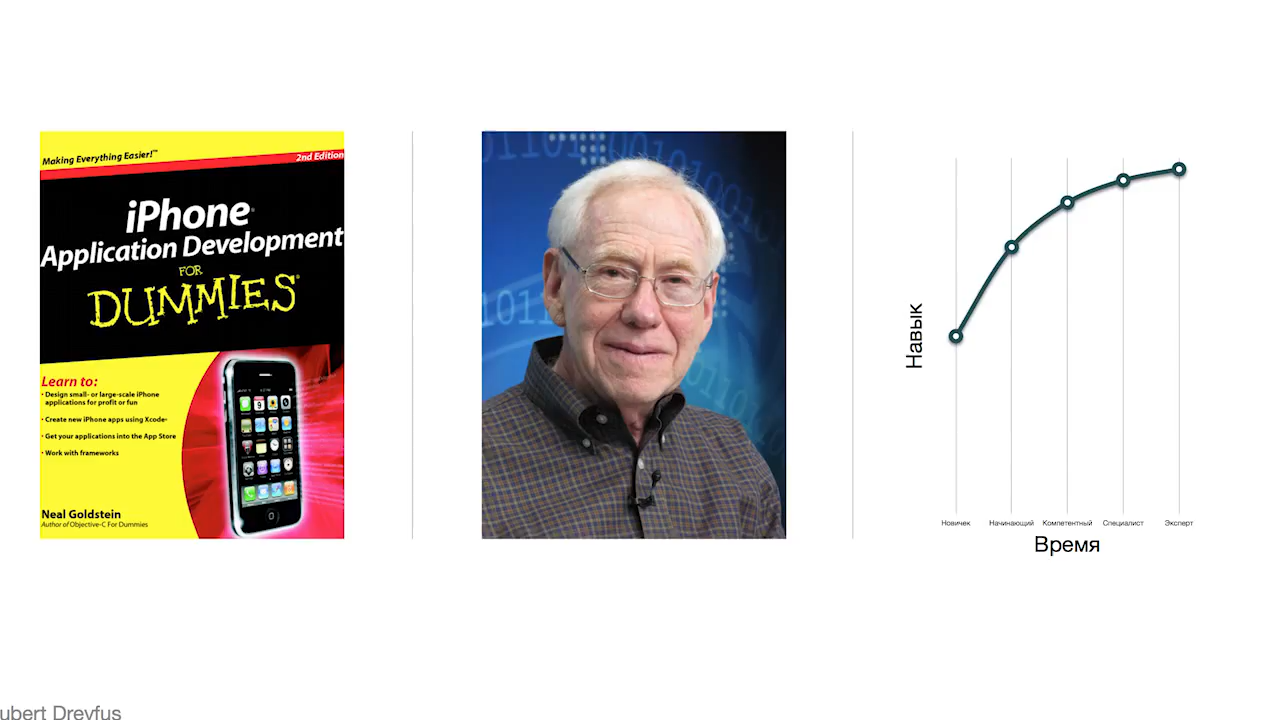 Making Everything Easier!™
2nd Edition
iPhone
Application Development
FOR
DUMMIES®
Learn to:
• Design small- or large-scale iPhone
applications for profit or fun
• Create new iPhone apps using Xcode®
• Get your applications into the App Store
• Work with frameworks
Neal Goldstein
Author of Objective-C For Dummies
Навык
Новичек Начинающий Компетентный Специалист Эксперт
Время
ubert Dreyfus